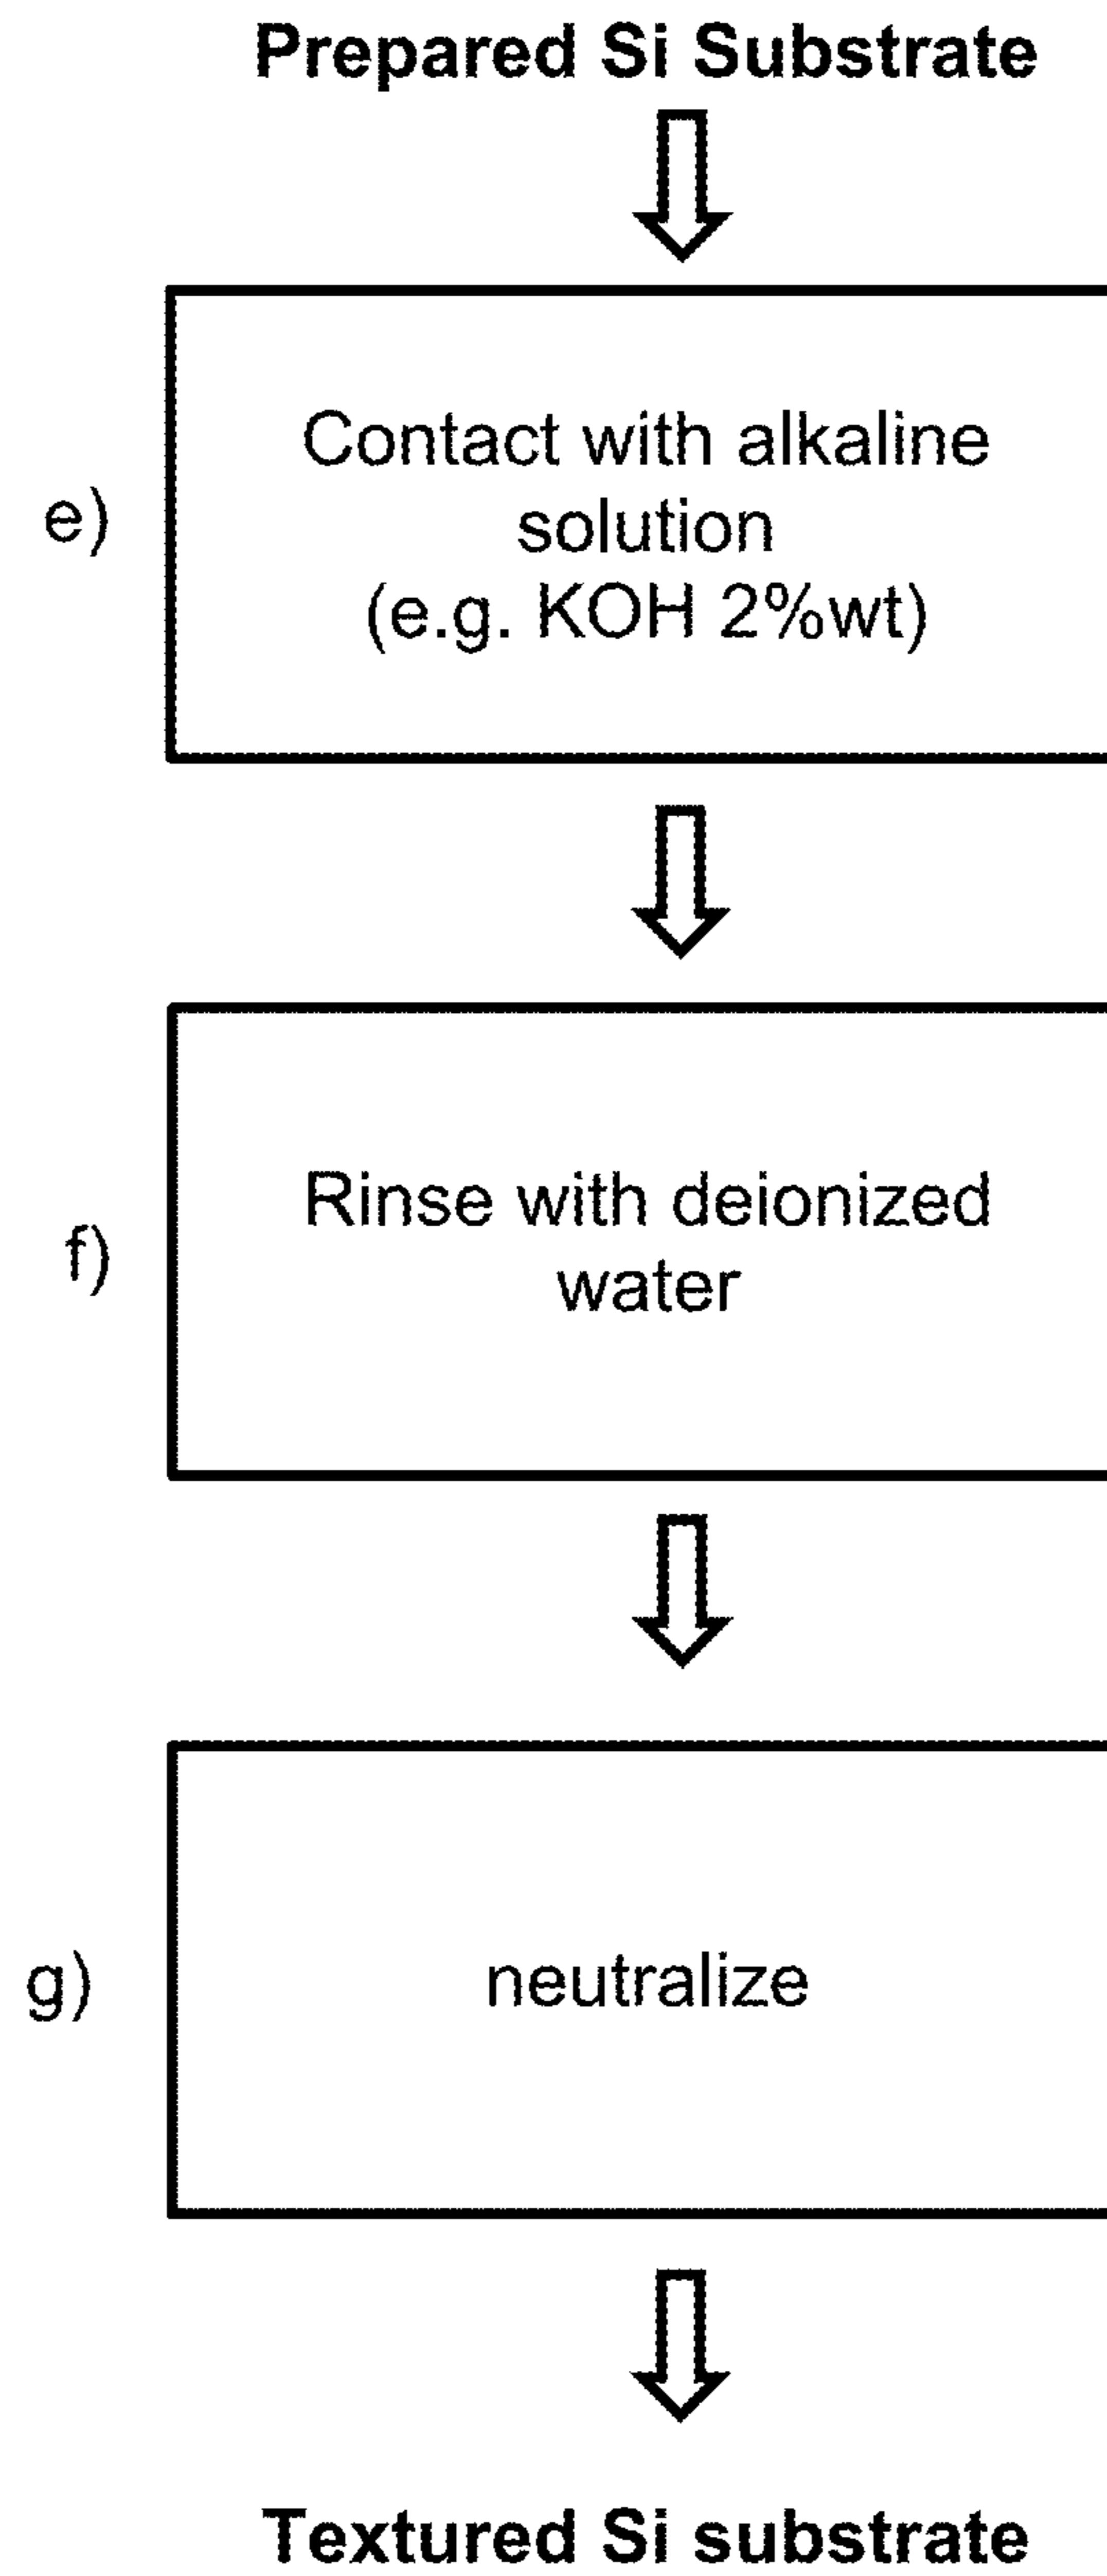 Prepared Si Substrate
e)
Contact with alkaline
solution
(e.g. KOH 2%wt)
f)
Rinse with deionized
water
g)
neutralize
Textured Si substrate